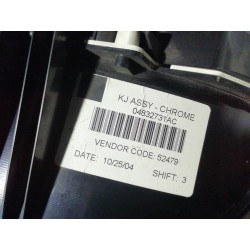 KJ ASSY - CHROME
04832731AC
VENDOR CODE: 52479
DATE: 10/25/04 SHIFT: 3